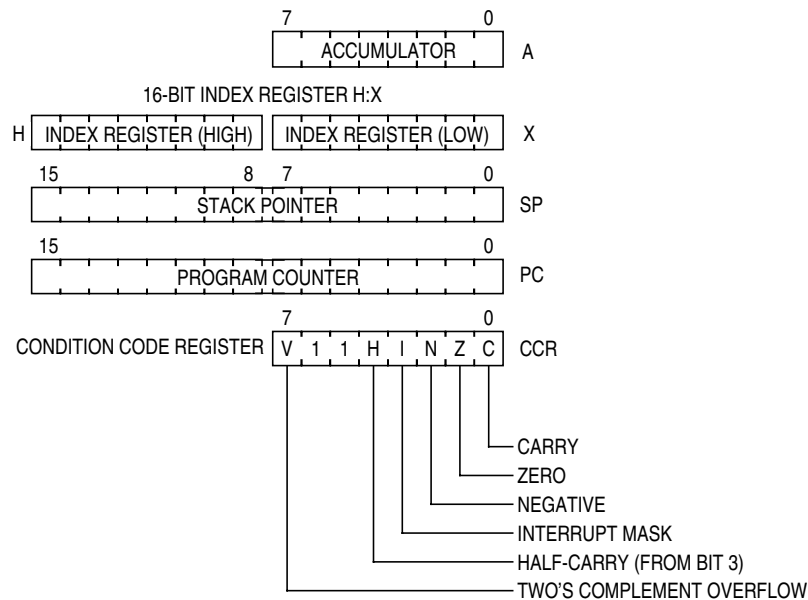 7 0
ACCUMULATOR A
16-BIT INDEX REGISTER H:X
H INDEX REGISTER (HIGH) INDEX REGISTER (LOW) X
15 8 7 0
STACK POINTER SP
15 0
PROGRAM COUNTER PC
7 0
CONDITION CODE REGISTER V 1 1 H I N Z C CCR
CARRY
ZERO
NEGATIVE
INTERRUPT MASK
HALF-CARRY (FROM BIT 3)
TWO'S COMPLEMENT OVERFLOW